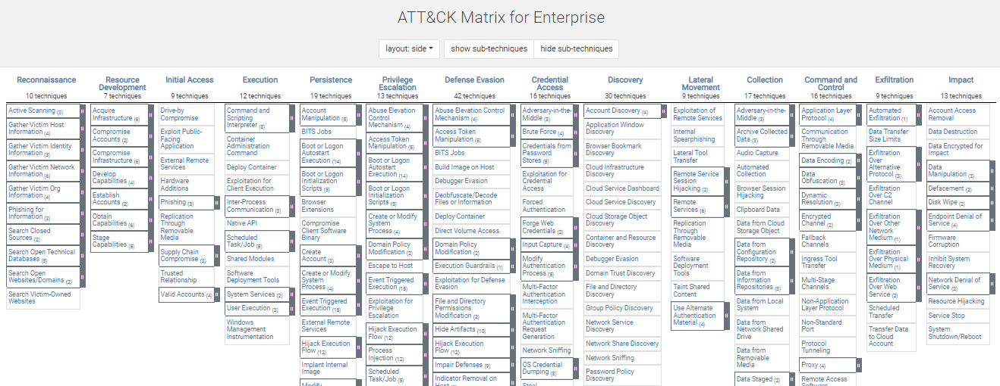 ATT&CK Matrix for Enterprise
layout: side
show sub-techniques
hide sub-techniques
Reconnaissance
10 techniques
Active Scanning (3)
Gather Victim Host
Information (4)
Gather Victim Identity
Information (3)
Gather Victim Network
Information (6)
Gather Victim Org
Information (4)
Phishing for
Information (3)
Search Closed
Sources (2)
Search Open Technical
Databases (5)
Search Open
Websites/Domains (2)
Search Victim-Owned
Websites
Resource
Development
7 techniques
Acquire
Infrastructure (6)
Compromise
Accounts (2)
Compromise
Infrastructure (6)
Develop
Capabilities (4)
Establish
Accounts (2)
Obtain
Capabilities (6)
Stage
Capabilities (5)
Initial Access
9 techniques
Drive-by
Compromise
Exploit Public-
Facing
Application
External Remote
Services
Hardware
Additions
Phishing (3)
Replication
Through
Removable
Media
Supply Chain
Compromise (3)
Trusted
Relationship
Valid Accounts (4)
Execution
12 techniques
Command and
Scripting
Interpreter (8)
Container
Administration
Command
Deploy Container
Exploitation for
Client Execution
Inter-Process
Communication (3)
Native API
Scheduled
Task/Job (5)
Shared Modules
Software
Deployment Tools
System Services (2)
User Execution (3)
Windows
Management
Instrumentation
Persistence
19 techniques
Account
Manipulation (5)
BITS Jobs
Boot or Logon
Autostart
Execution (14)
Boot or Logon
Initialization
Scripts (5)
Browser
Extensions
Compromise
Client Software
Binary
Create
Account (3)
Create or Modify
System
Process (4)
Event Triggered
Execution (15)
External Remote
Services
Hijack Execution
Flow (12)
Implant Internal
Image
Modify
Privilege
Escalation
13 techniques
Abuse Elevation
Control
Mechanism (4)
Access Token
Manipulation (5)
Boot or Logon
Autostart
Execution (14)
Boot or Logon
Initialization
Scripts (5)
Create or Modify
System
Process (4)
Domain Policy
Modification (2)
Escape to Host
Event Triggered
Execution (15)
Exploitation for
Privilege
Escalation
Hijack Execution
Flow (12)
Process
Injection (12)
Scheduled
Task/Job (5)
Defense Evasion
42 techniques
Abuse Elevation Control
Mechanism (4)
Access Token
Manipulation (5)
BITS Jobs
Build Image on Host
Debugger Evasion
Deobfuscate/Decode
Files or Information
Deploy Container
Direct Volume Access
Domain Policy
Modification (2)
Execution Guardrails (1)
Exploitation for Defense
Evasion
File and Directory
Permissions
Modification (2)
Hide Artifacts (10)
Hijack Execution
Flow (12)
Impair Defenses (9)
Indicator Removal on
Credential
Access
16 techniques
Adversary-in-the-
Middle (3)
Brute Force (4)
Credentials from
Password
Stores (5)
Exploitation for
Credential
Access
Forced
Authentication
Forge Web
Credentials (2)
Input Capture (4)
Modify
Authentication
Process (5)
Multi-Factor
Authentication
Interception
Multi-Factor
Authentication
Request
Generation
Network Sniffing
OS Credential
Dumping (8)
Steal
Discovery
30 techniques
Account Discovery (4)
Application Window
Discovery
Browser Bookmark
Discovery
Cloud Infrastructure
Discovery
Cloud Service Dashboard
Cloud Service Discovery
Cloud Storage Object
Discovery
Container and Resource
Discovery
Debugger Evasion
Domain Trust Discovery
File and Directory
Discovery
Group Policy Discovery
Network Service
Discovery
Network Share Discovery
Network Sniffing
Password Policy
Discovery
Lateral
Movement
9 techniques
Exploitation of
Remote Services
Internal
Spearphishing
Lateral Tool
Transfer
Remote Service
Session
Hijacking (2)
Remote
Services (6)
Replication
Through
Removable
Media
Software
Deployment
Tools
Taint Shared
Content
Use Alternate
Authentication
Material (4)
Collection
17 techniques
Adversary-in-the-
Middle (3)
Archive Collected
Data (3)
Audio Capture
Automated
Collection
Browser Session
Hijacking
Clipboard Data
Data from Cloud
Storage Object
Data from
Configuration
Repository (2)
Data from
Information
Repositories (3)
Data from Local
System
Data from
Network Shared
Drive
Data from
Removable
Media
Data Staged (2)
Command and
Control
16 techniques
Application Layer
Protocol (4)
Communication
Through
Removable Media
Data Encoding (2)
Data
Obfuscation (3)
Dynamic
Resolution (3)
Encrypted
Channel (2)
Fallback
Channels
Ingress Tool
Transfer
Multi-Stage
Channels
Non-Application
Layer Protocol
Non-Standard
Port
Protocol
Tunneling
Proxy (4)
Remote Access
Software
Exfiltration
9 techniques
Automated
Exfiltration (1)
Data Transfer
Size Limits
Exfiltration
Over
Alternative
Protocol (3)
Exfiltration
Over C2
Channel
Exfiltration
Over Other
Network
Medium (1)
Exfiltration
Over Physical
Medium (1)
Exfiltration
Over Web
Service (2)
Scheduled
Transfer
Transfer Data
to Cloud
Account
Impact
13 techniques
Account Access
Removal
Data Destruction
Data Encrypted for
Impact
Data
Manipulation (3)
Defacement (2)
Disk Wipe (2)
Endpoint Denial of
Service (4)
Firmware
Corruption
Inhibit System
Recovery
Network Denial of
Service (2)
Resource Hijacking
Service Stop
System
Shutdown/Reboot